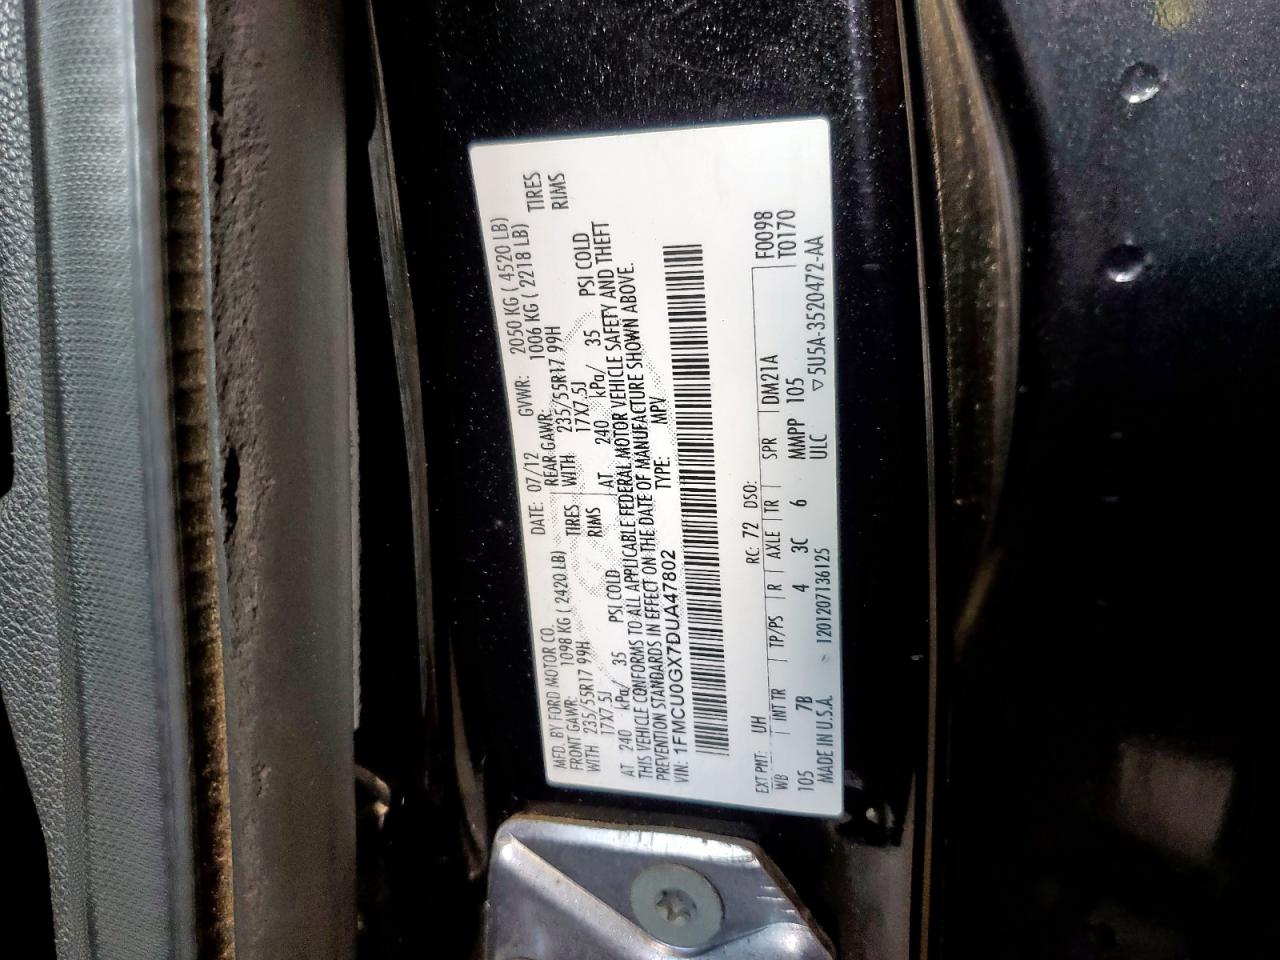 MFD. BY FORD MOTOR CO. DATE: 07/12 GVWR: 2050 KG ( 4520 LB)
FRONT GAWR: 1098 KG ( 2420 LB) REAR GAWR: 1006 KG ( 2218 LB)
WITH 235/55R17 99H TIRES WITH 235/55R17 99H TIRES
17X7.5J RIMS 17X7.5J RIMS
AT 240 kPa/ 35 PSI COLD AT 240 kPa/ 35 PSI COLD
THIS VEHICLE CONFORMS TO ALL APPLICABLE FEDERAL MOTOR VEHICLE SAFETY AND THEFT
PREVENTION STANDARDS IN EFFECT ON THE DATE OF MANUFACTURE SHOWN ABOVE.
VIN: 1FMCU0GX7DUA47802 TYPE: MPV
F0098
T0170
EXT PNT: UH RC: 72 DSO:
WB INT TR TP/PS R AXLE TR SPR DM21A
105 7B 4 3C 6 MMPP 105
ULC
MADE IN U.S.A. 1201207136125 ▽5U5A-3520472-AA